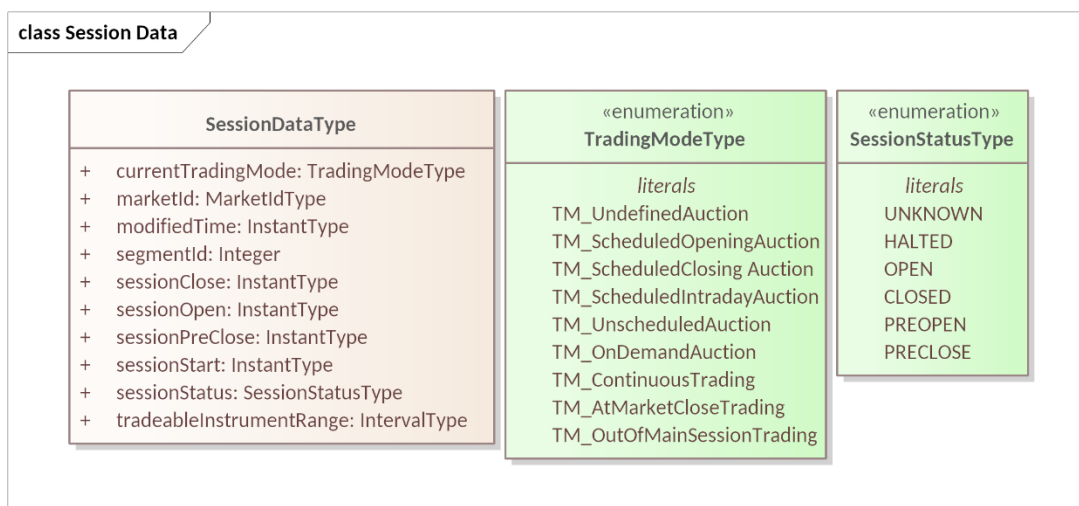 class Session Data
SessionDataType
+ currentTradingMode: TradingModeType
+ marketId: MarketIdType
+ modifiedTime: InstantType
+ segmentId: Integer
+ sessionClose: InstantType
+ sessionOpen: InstantType
+ sessionPreClose: InstantType
+ sessionStart: InstantType
+ sessionStatus: SessionStatusType
+ tradeableInstrumentRange: IntervalType
«enumeration»
TradingModeType
literals
TM_UndefinedAuction
TM_ScheduledOpeningAuction
TM_ScheduledClosing Auction
TM_ScheduledIntradayAuction
TM_UnscheduledAuction
TM_OnDemandAuction
TM_ContinuousTrading
TM_AtMarketCloseTrading
TM_OutOfMainSessionTrading
«enumeration»
SessionStatusType
literals
UNKNOWN
HALTED
OPEN
CLOSED
PREOPEN
PRECLOSE